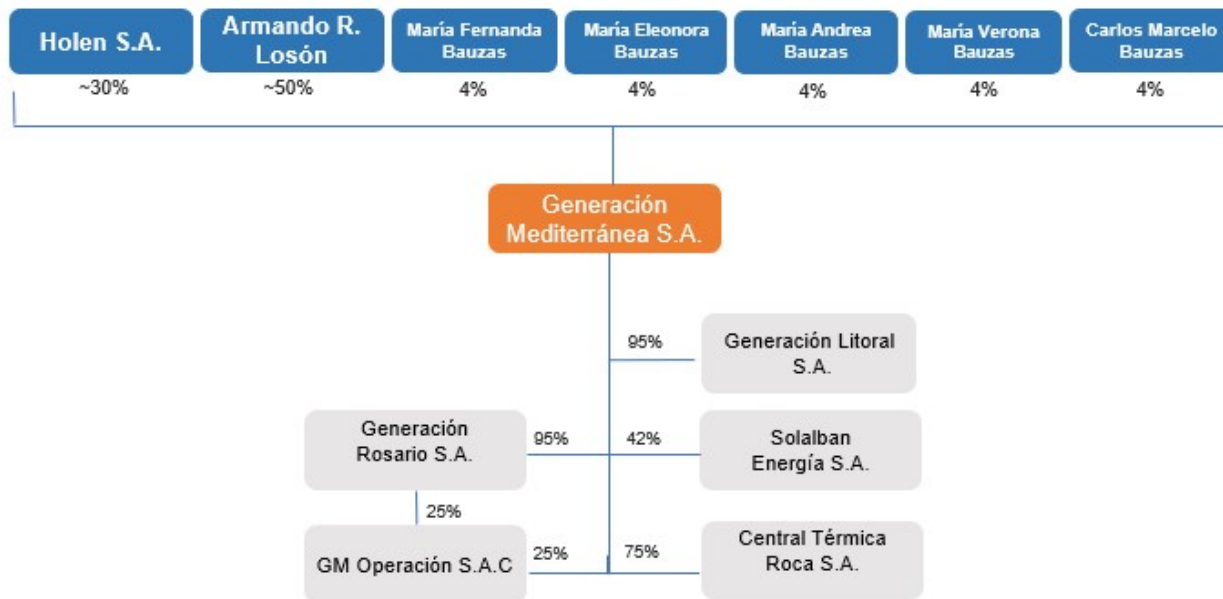 Holen S.A.
Armando R.
Losón
María Fernanda
Bauzas
María Eleonora
Bauzas
María Andrea
Bauzas
María Verona
Bauzas
Carlos Marcelo
Bauzas
~30%
~50%
4%
4%
4%
4%
4%
Generación
Mediterránea S.A.
95%
Generación Litoral
S.A.
Generación
Rosario S.A.
95%
42%
Solalban
Energía S.A.
25%
GM Operación S.A.C
25%
75%
Central Térmica
Roca S.A.